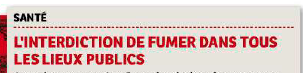 SANTÉ
L'INTERDICTION DE FUMER DANS TOUS
LES LIEUX PUBLICS